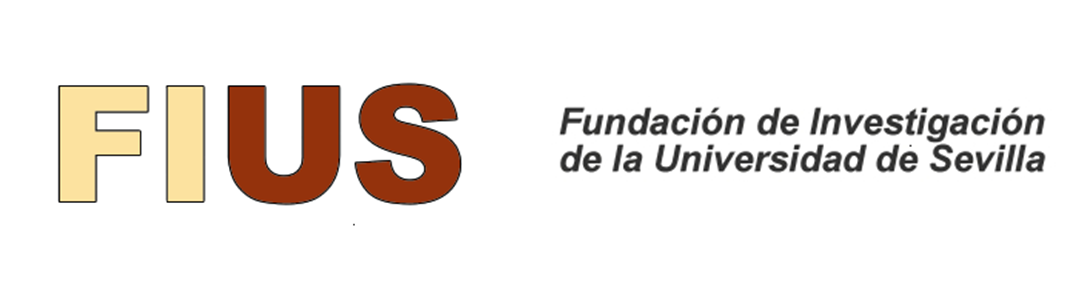 FIUS
Fundación de Investigación
de la Universidad de Sevilla